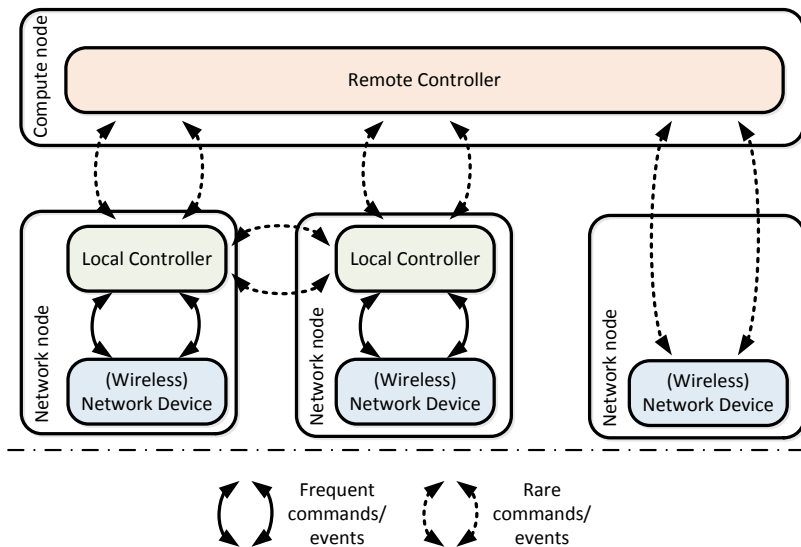 Compute node
Remote Controller
Network node
Local Controller
(Wireless)
Network Device
Network node
Local Controller
(Wireless)
Network Device
Network node
(Wireless)
Network Device
Frequent
commands/
events
Rare
commands/
events